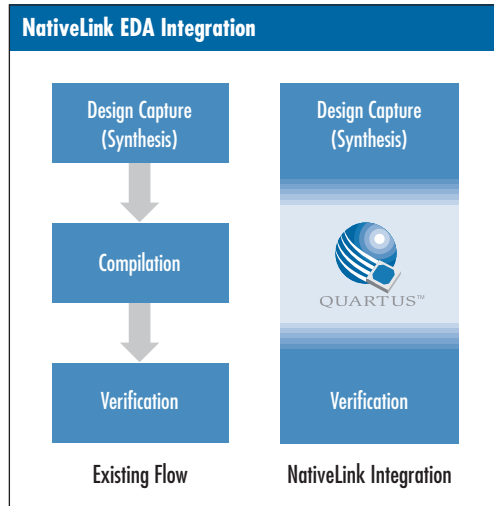 NativeLink EDA Integration
Design Capture
(Synthesis)
Compilation
Verification
Existing Flow
Design Capture
(Synthesis)
QUARTUS™
Verification
NativeLink Integration